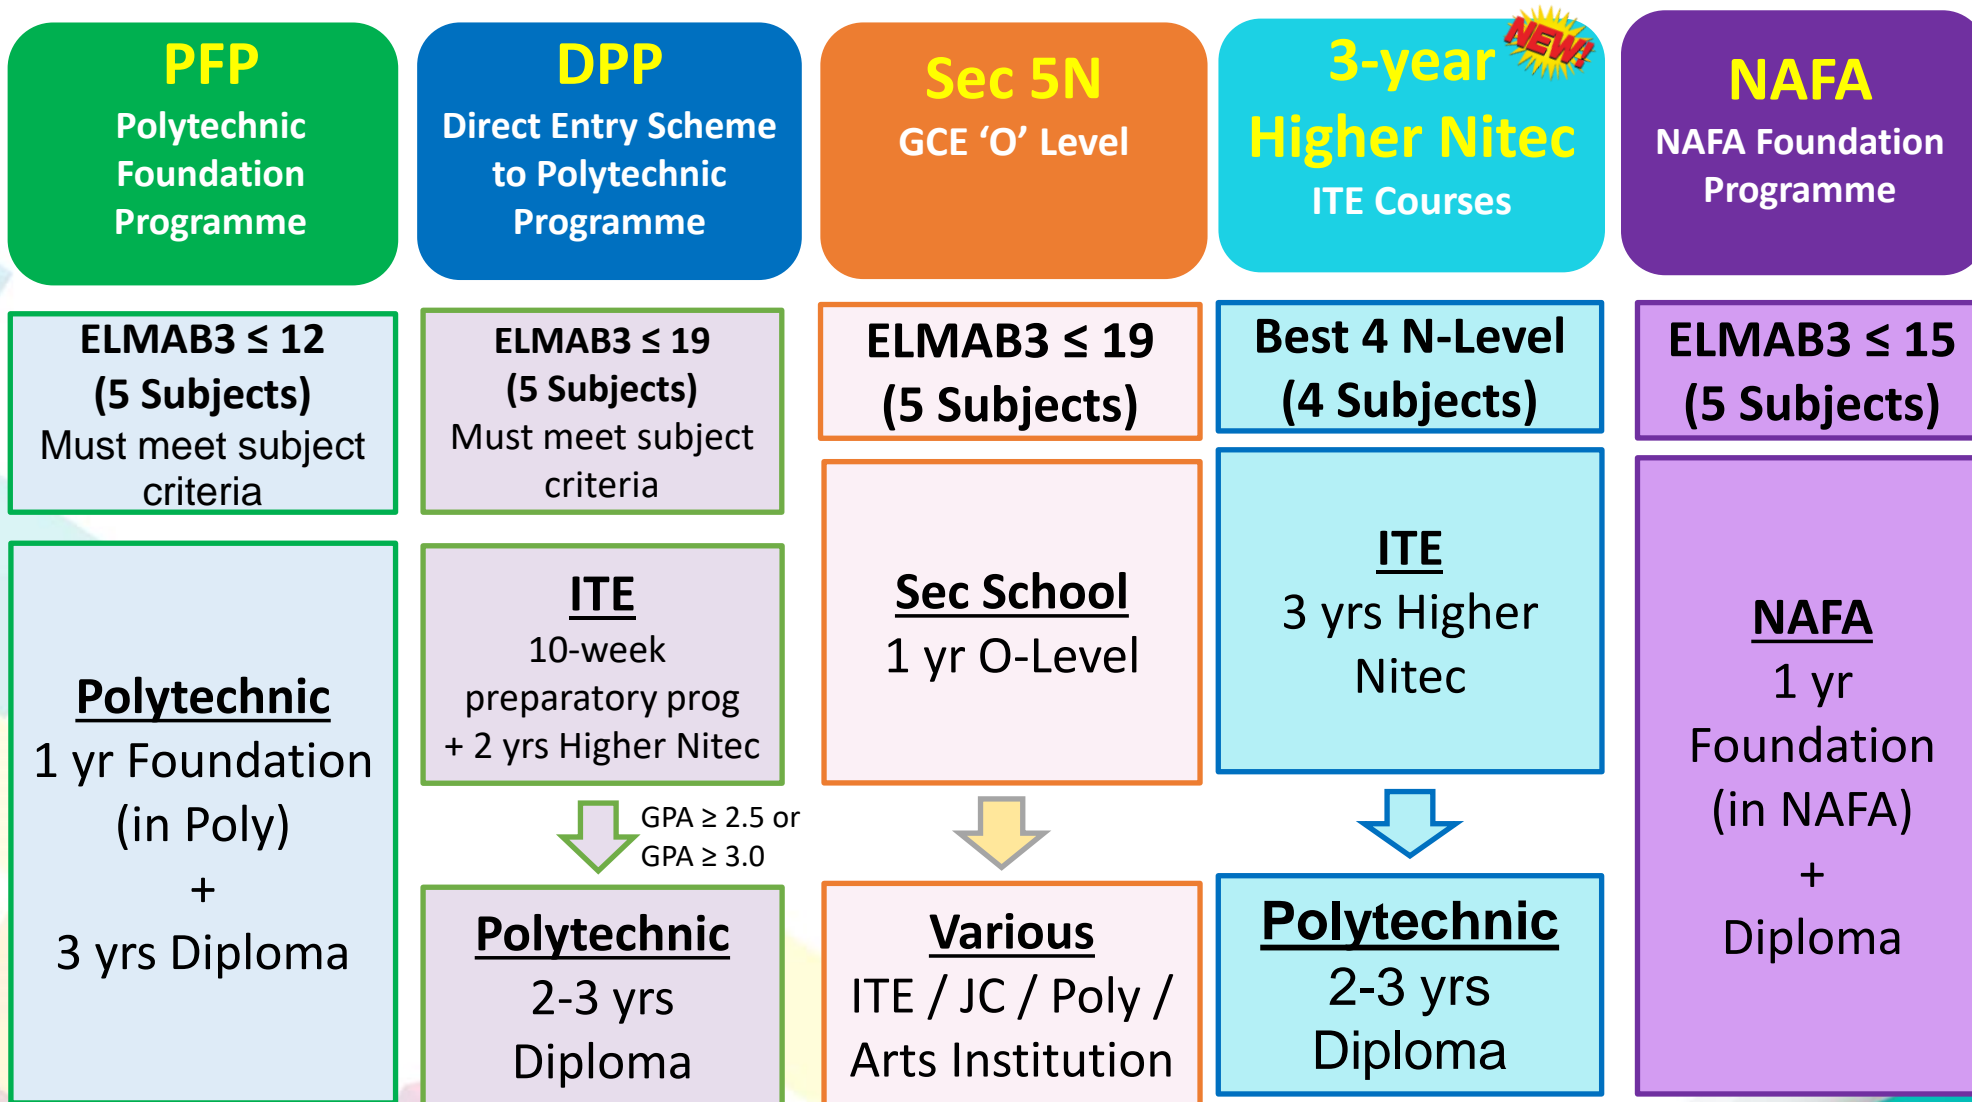 PFP
Polytechnic
Foundation
Programme
ELMAB3 ≤ 12
(5 Subjects)
Must meet subject
criteria
Polytechnic
1 yr Foundation
(in Poly)
+
3 yrs Diploma
DPP
Direct Entry Scheme
to Polytechnic
Programme
ELMAB3 ≤ 19
(5 Subjects)
Must meet subject
criteria
ITE
10-week
preparatory prog
+ 2 yrs Higher Nitec
GPA ≥ 2.5 or
GPA ≥ 3.0
Polytechnic
2-3 yrs
Diploma
Sec 5N
GCE ‘O’ Level
ELMAB3 ≤ 19
(5 Subjects)
Sec School
1 yr O-Level
Various
ITE / JC / Poly /
Arts Institution
3-year
NEW!
Higher Nitec
ITE Courses
Best 4 N-Level
(4 Subjects)
ITE
3 yrs Higher
Nitec
Polytechnic
2-3 yrs
Diploma
NAFA
NAFA Foundation
Programme
ELMAB3 ≤ 15
(5 Subjects)
NAFA
1 yr
Foundation
(in NAFA)
+
Diploma